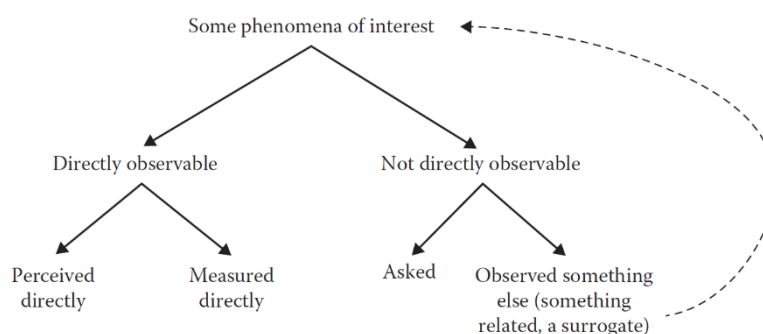 Some phenomena of interest
Directly observable
Not directly observable
Perceived
directly
Measured
directly
Asked
Observed something
else (something
related, a surrogate)